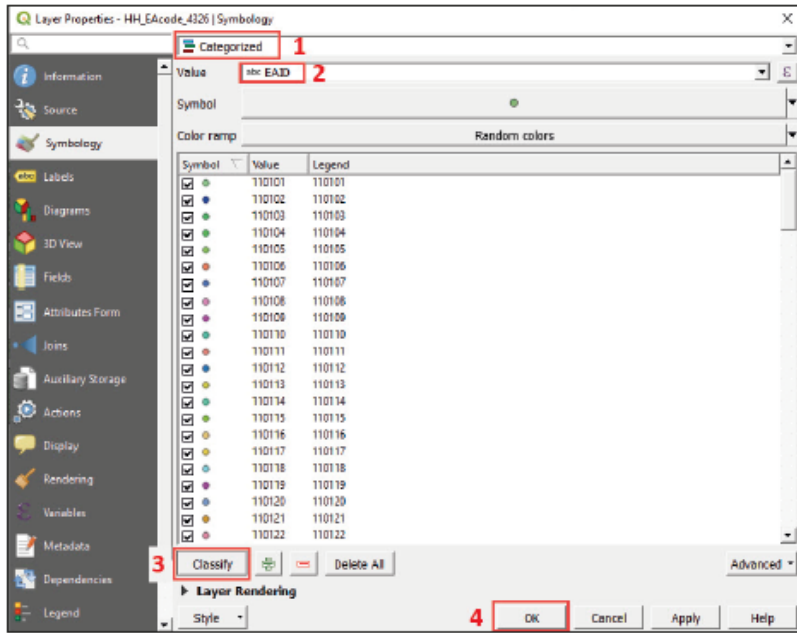 Layer Properties - HH_EAcode_4326 | Symbology
Categorized 1
Information
Value abc EAID 2 ε
Source
Symbol
Symbology
Color ramp Random colors
Symbol Value Legend
abc Labels
110101 110101
110102 110102
Diagrams
110103 110103
110104 110104
3D View
110105 110105
110106 110106
Fields
110107 110107
110108 110108
Attributes Form
110109 110109
110110 110110
Joins
110111 110111
110112 110112
Auxiliary Storage
110113 110113
110114 110114
Actions
110115 110115
110116 110116
Display
110117 110117
110118 110118
Rendering
110119 110119
110120 110120
Variables
110121 110121
110122 110122
Metadata
3 Classify Delete All Advanced
Dependencies
Layer Rendering
Legend
Style 4 OK Cancel Apply Help